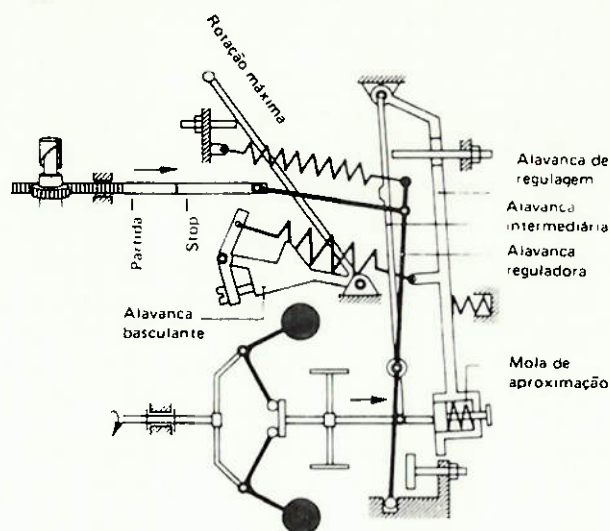 Rotação máxima
Partida
Stop
Alavanca
basculante
Alavanca de
regulagem
Alavanca
intermediária
Alavanca
reguladora
Mola de
aproximação